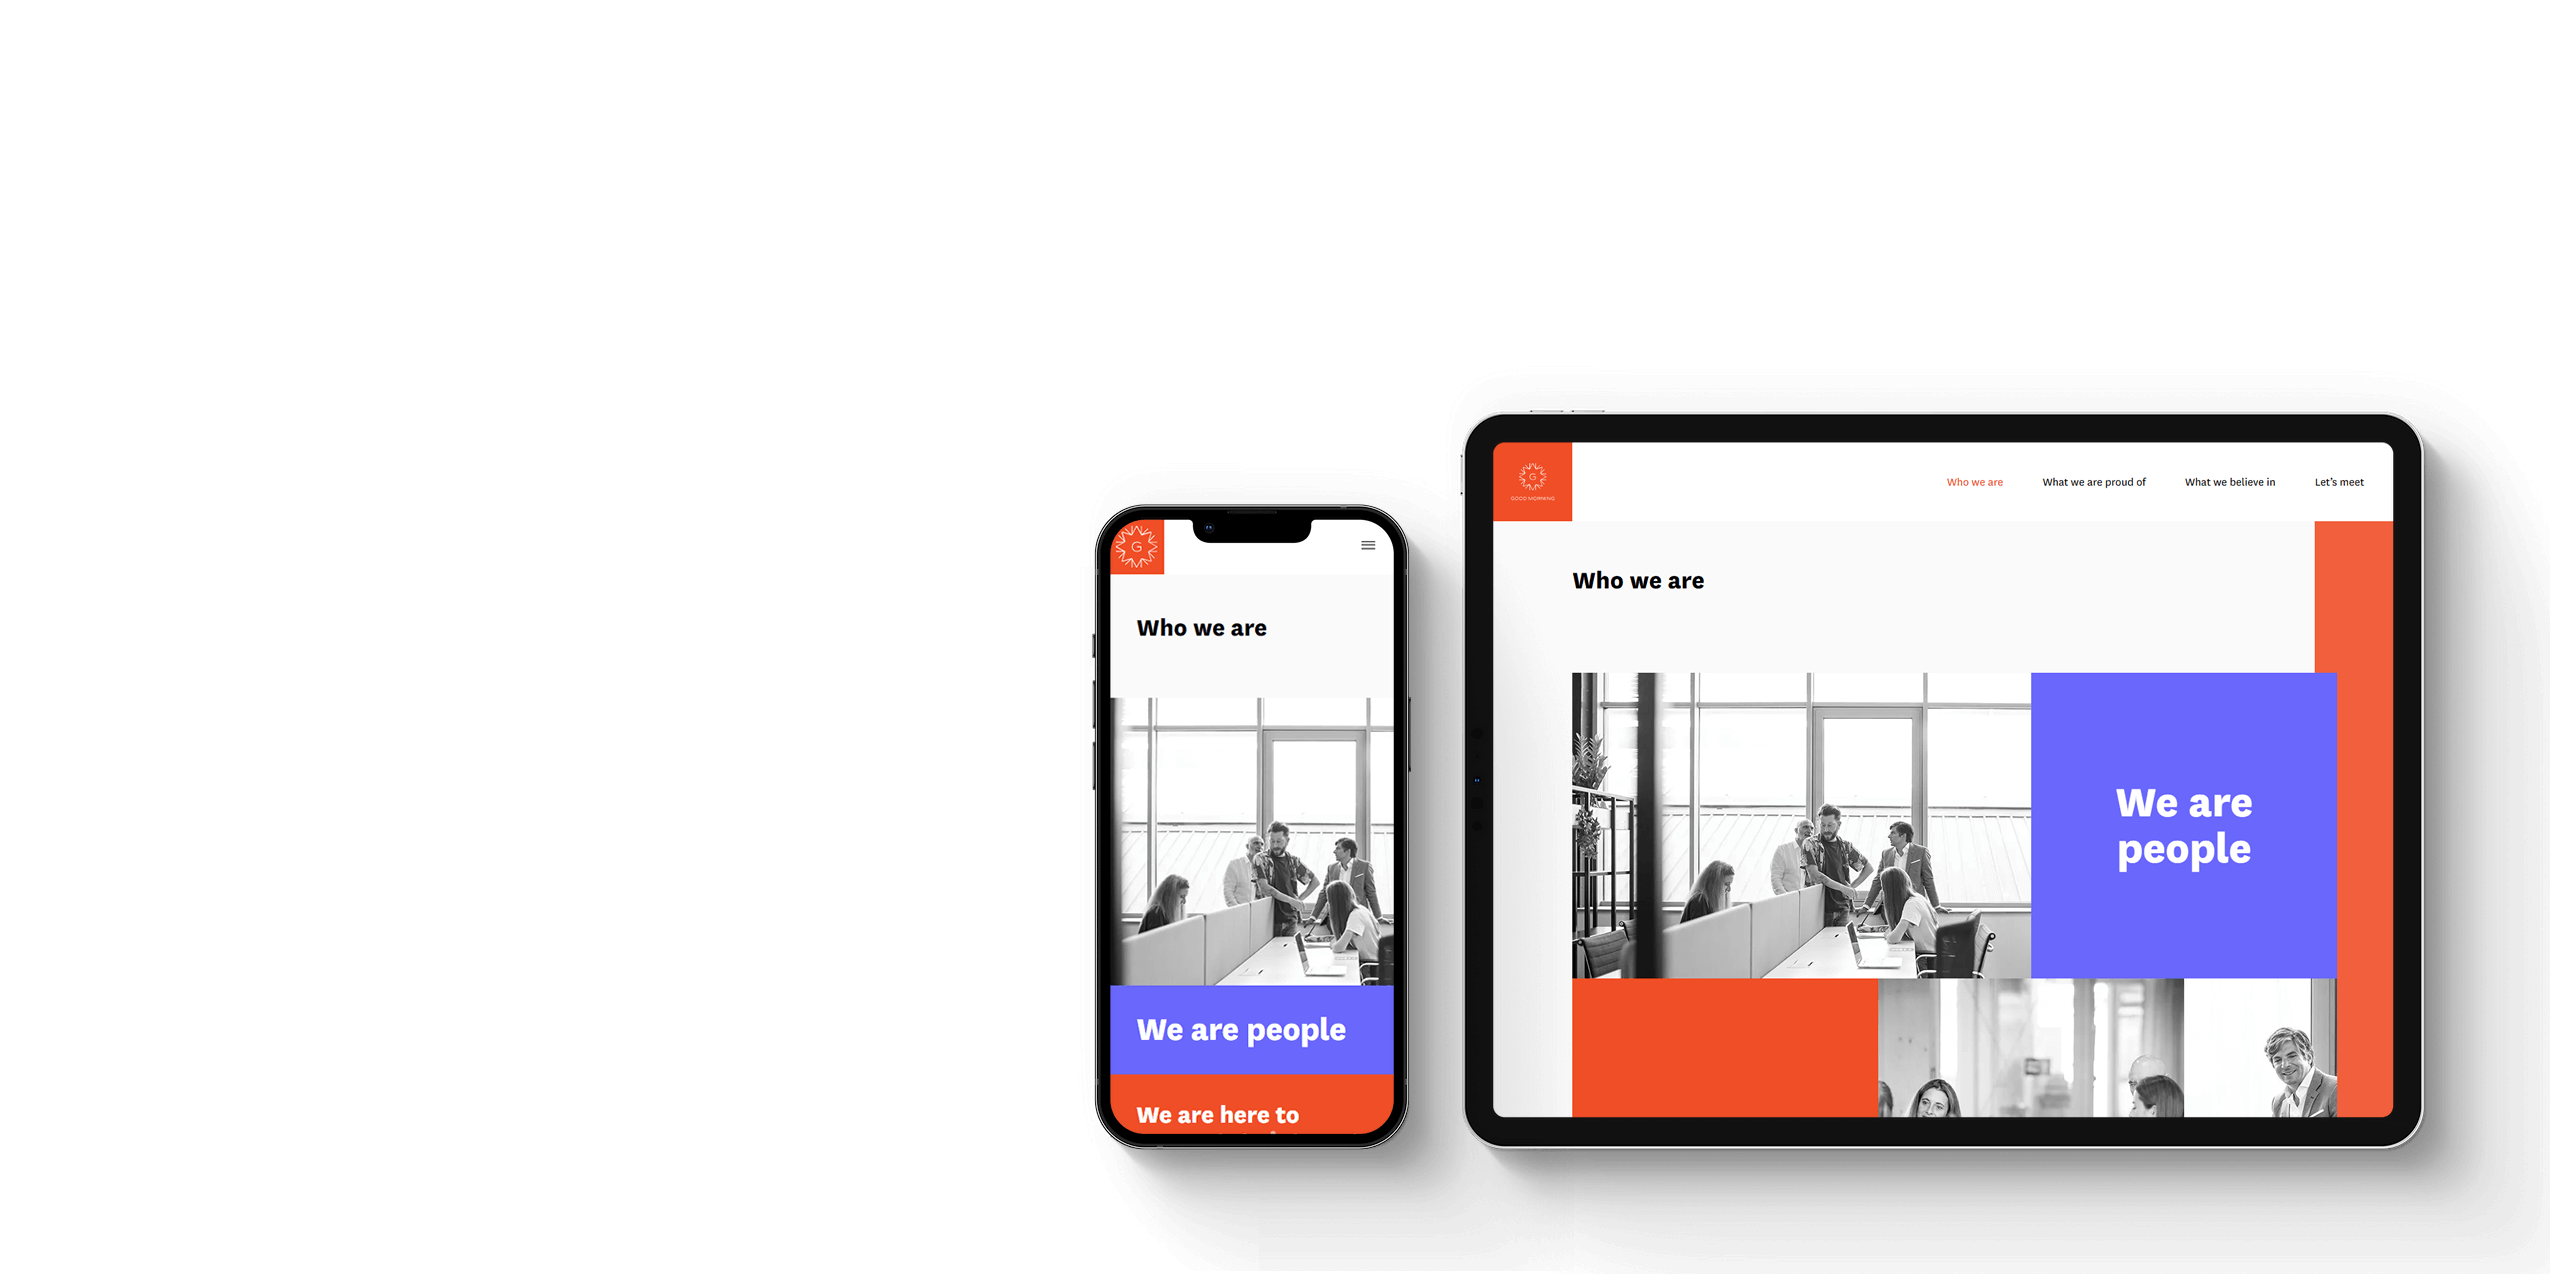 G
Who we are
We are people
We are here to
G
GOOD MORNING
Who we are What we are proud of What we believe in Let's meet
Who we are
We are
people